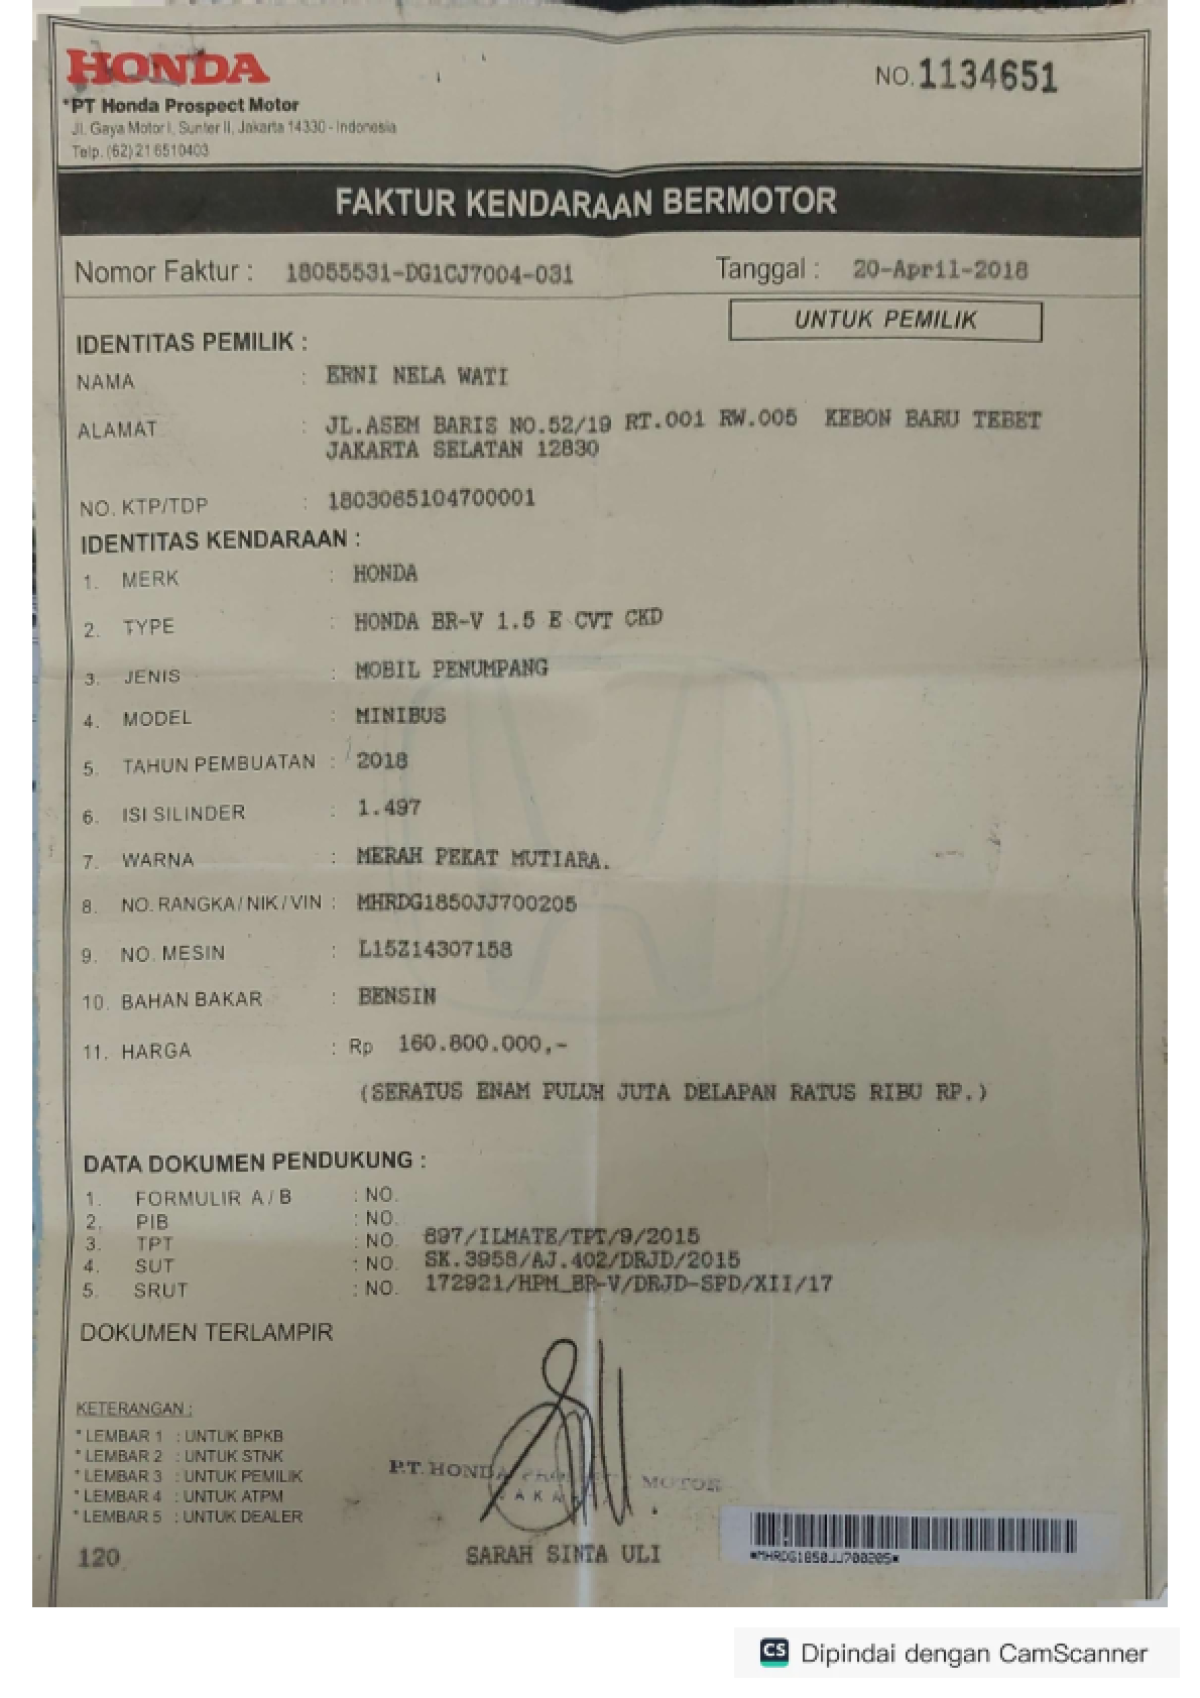 HONDA
*PT Honda Prospect Motor
Jl. Gaya Motor I, Sunter II, Jakarta 14330 - Indonesia
Telp. (62) 21 6510403
NO. 1134651
FAKTUR KENDARAAN BERMOTOR
Nomor Faktur : 18055531-DG1CJ7004-031 Tanggal : 20-April-2018
UNTUK PEMILIK
IDENTITAS PEMILIK :
NAMA : ERNI NELA WATI
ALAMAT : JL.ASEM BARIS NO.52/19 RT.001 RW.005 KEBON BARU TEBET
JAKARTA SELATAN 12830
NO. KTP/TDP : 1803065104700001
IDENTITAS KENDARAAN :
1. MERK : HONDA
2. TYPE : HONDA BR-V 1.5 E CVT CKD
3. JENIS : MOBIL PENUMPANG
4. MODEL : MINIBUS
5. TAHUN PEMBUATAN : 2018
6. ISI SILINDER : 1.497
7. WARNA : MERAH PEKAT MUTIARA.
8. NO. RANGKA / NIK / VIN : MHRDG1850JJ700205
9. NO. MESIN : L15Z14307158
10. BAHAN BAKAR : BENSIN
11. HARGA : Rp 160.800.000,-
(SERATUS ENAM PULUH JUTA DELAPAN RATUS RIBU RP.)
DATA DOKUMEN PENDUKUNG :
1. FORMULIR A / B : NO.
2. PIB : NO.
3. TPT : NO. 897/ILMATE/TPT/9/2015
4. SUT : NO. SK.3958/AJ.402/DRJD/2015
5. SRUT : NO. 172921/HPM_BR-V/DRJD-SPD/XII/17
DOKUMEN TERLAMPIR
KETERANGAN :
* LEMBAR 1 : UNTUK BPKB
* LEMBAR 2 : UNTUK STNK
* LEMBAR 3 : UNTUK PEMILIK
* LEMBAR 4 : UNTUK ATPM
* LEMBAR 5 : UNTUK DEALER
P.T. HONDA MOTOR
120
SARAH SINTA ULI
*MHRDG1850JJ700205*
CS Dipindai dengan CamScanner